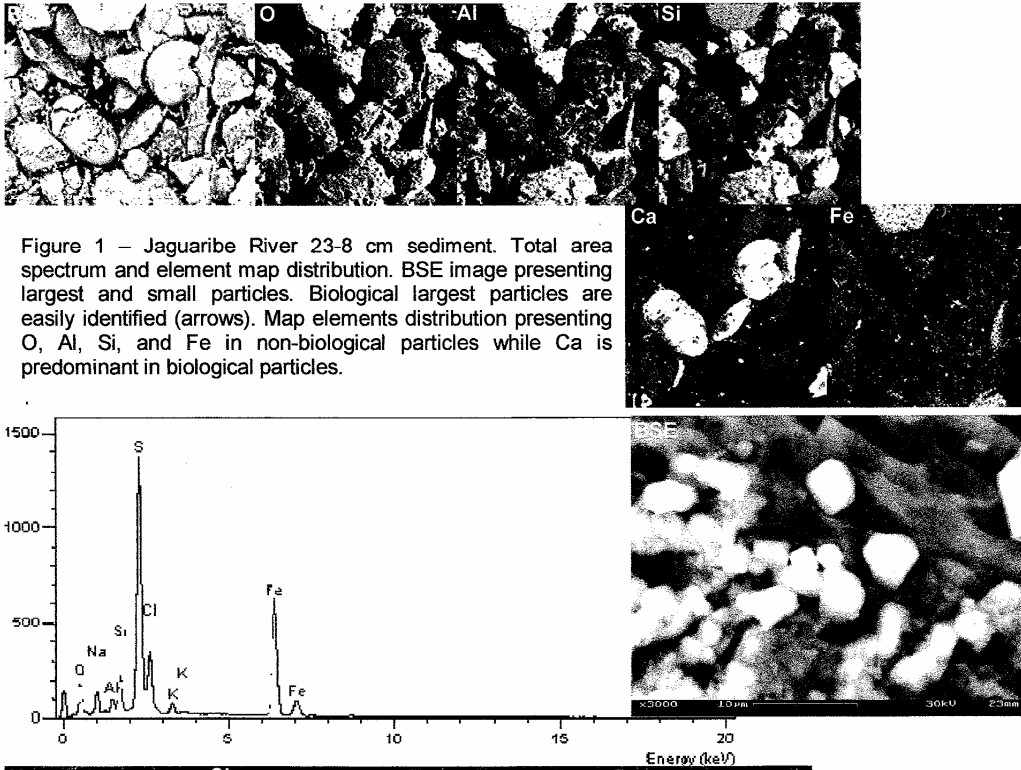 O Al Si
Ca Fe
Figure 1 – Jaguaribe River 23-8 cm sediment. Total area
spectrum and element map distribution. BSE image presenting
largest and small particles. Biological largest particles are
easily identified (arrows). Map elements distribution presenting
O, Al, Si, and Fe in non-biological particles while Ca is
predominant in biological particles.
1500
1000
500
0
S
Cl
Si
Na
O
Al
K
K
Fe
Fe
0 5 10 15 20
Energy (keV)
BSE
x3000 10µm 30kV 23mm